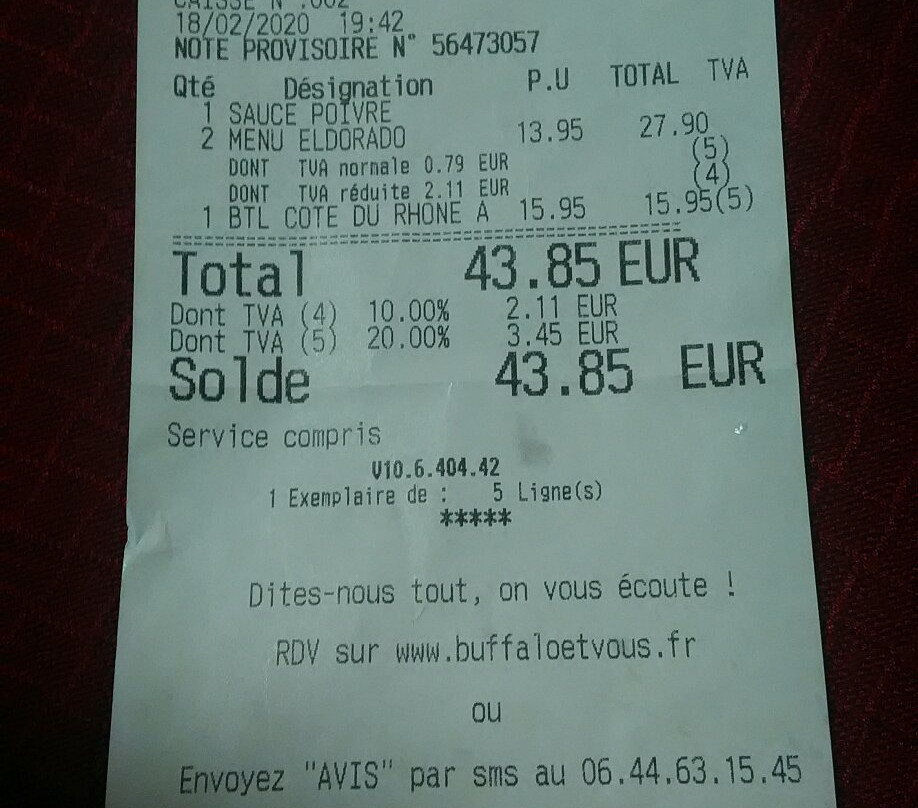 CAISSE N°.002
18/02/2020 19:42
NOTE PROVISOIRE N° 56473057
Qté Désignation P.U TOTAL TVA
1 SAUCE POIVRE
2 MENU ELDORADO 13.95 27.90
DONT TVA normale 0.79 EUR (5)
DONT TVA réduite 2.11 EUR (4)
1 BTL COTE DU RHONE A 15.95 15.95(5)
Total 43.85 EUR
Dont TVA (4) 10.00% 2.11 EUR
Dont TVA (5) 20.00% 3.45 EUR
Solde 43.85 EUR
Service compris
V10.6.404.42
1 Exemplaire de : 5 Ligne(s)
*****
Dites-nous tout, on vous écoute !
RDV sur www.buffaloetvous.fr
ou
Envoyez "AVIS" par sms au 06.44.63.15.45